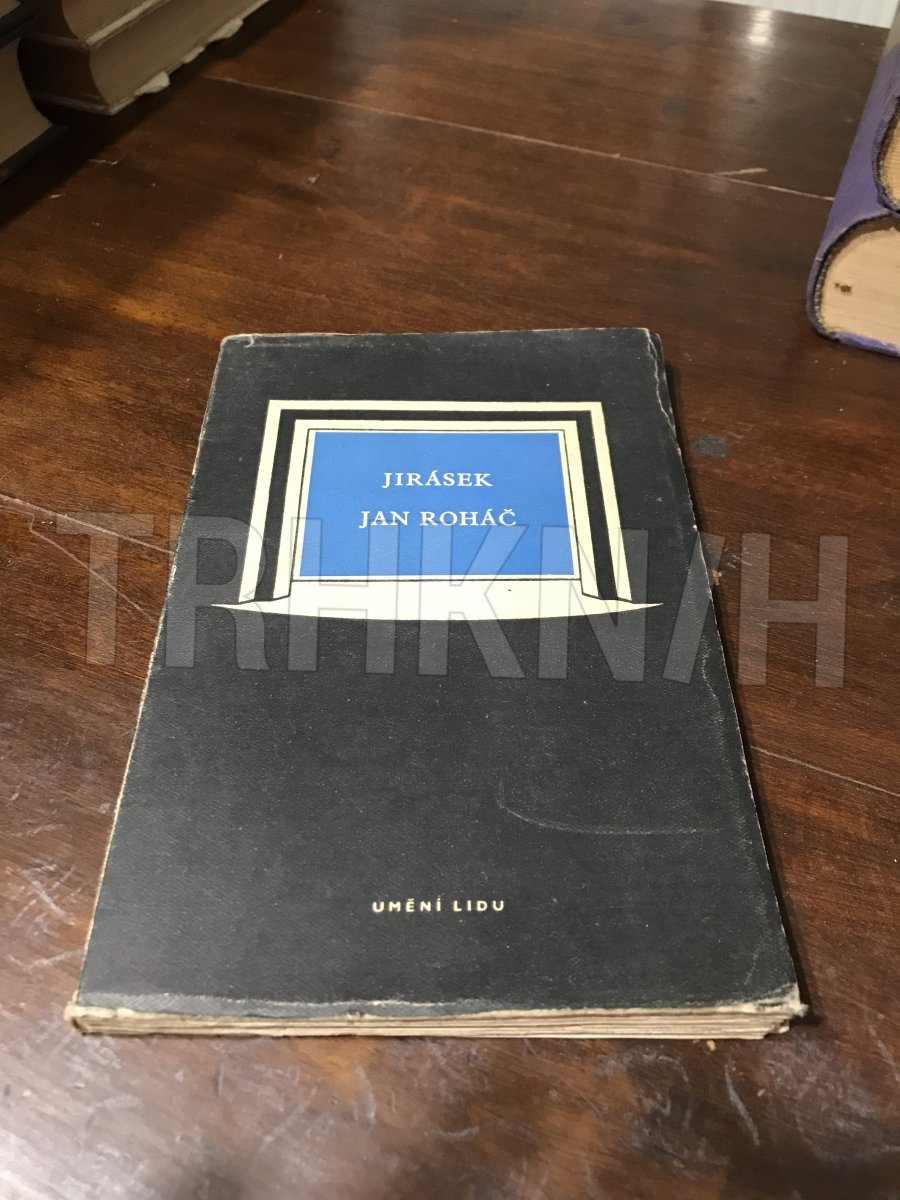 JIRÁSEK
JAN ROHÁČ
TRHKNIH
UMĚNÍ LIDU